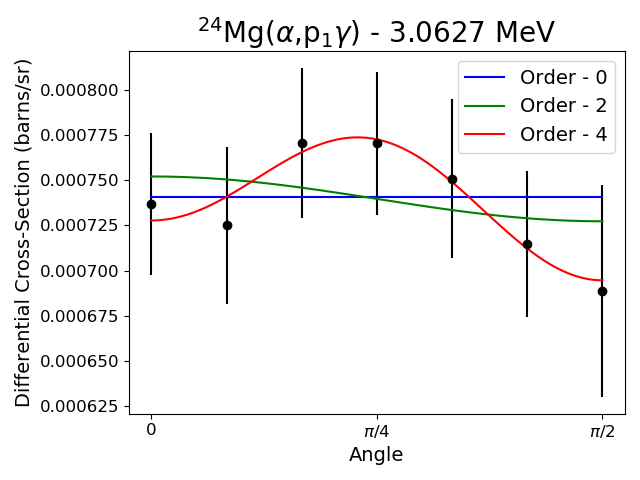 ²⁴Mg(α,p₁γ) - 3.0627 MeV
Order - 0
Order - 2
Order - 4
Differential Cross-Section (barns/sr)
0.000800
0.000775
0.000750
0.000725
0.000700
0.000675
0.000650
0.000625
0 π/4 π/2
Angle